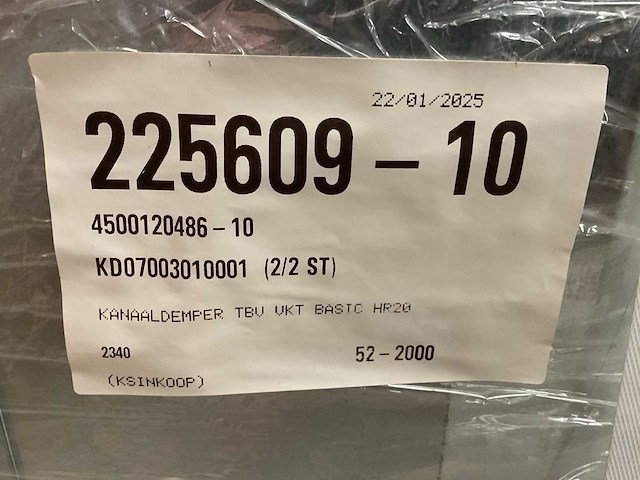 22/01/2025
225609 - 10
4500120486 - 10
KD07003010001 (2/2 ST)
KANAALDEMPER TBV VKT BASIC HR20
2340 52 - 2000
(KSINKOOP)